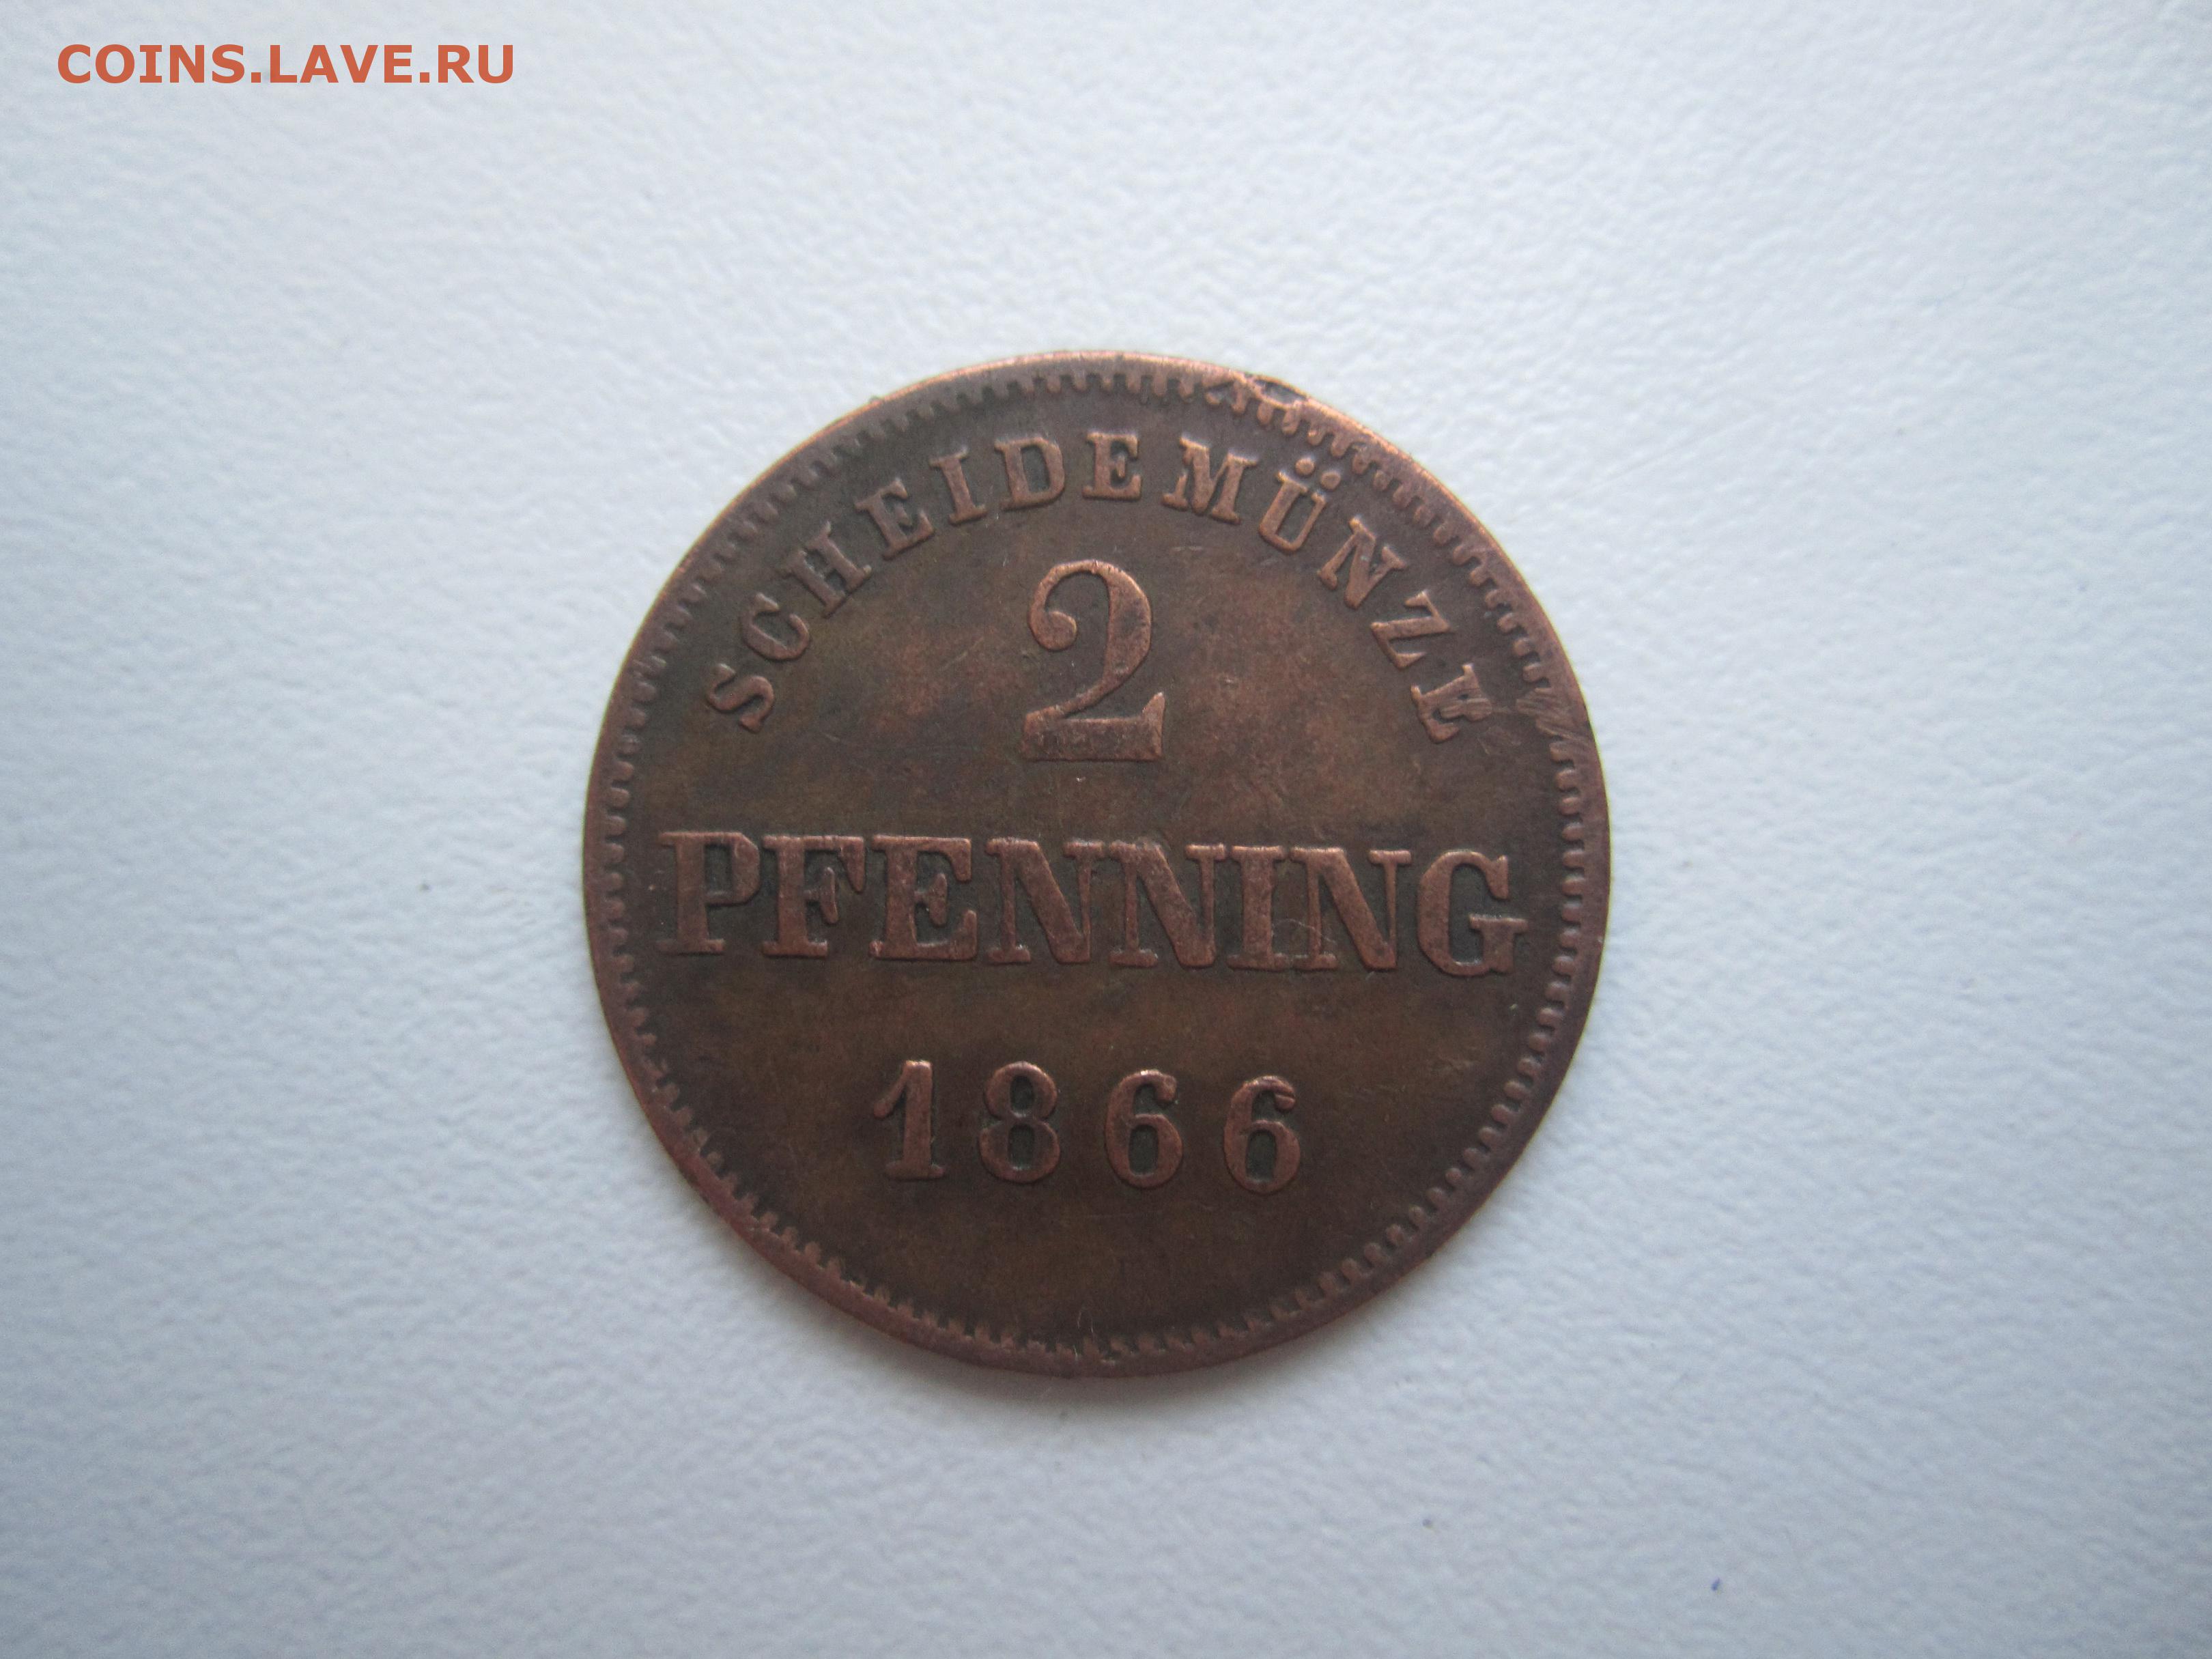 COINS.LAVE.RU
SCHEIDEMÜNZE
2
PFENNING
1866